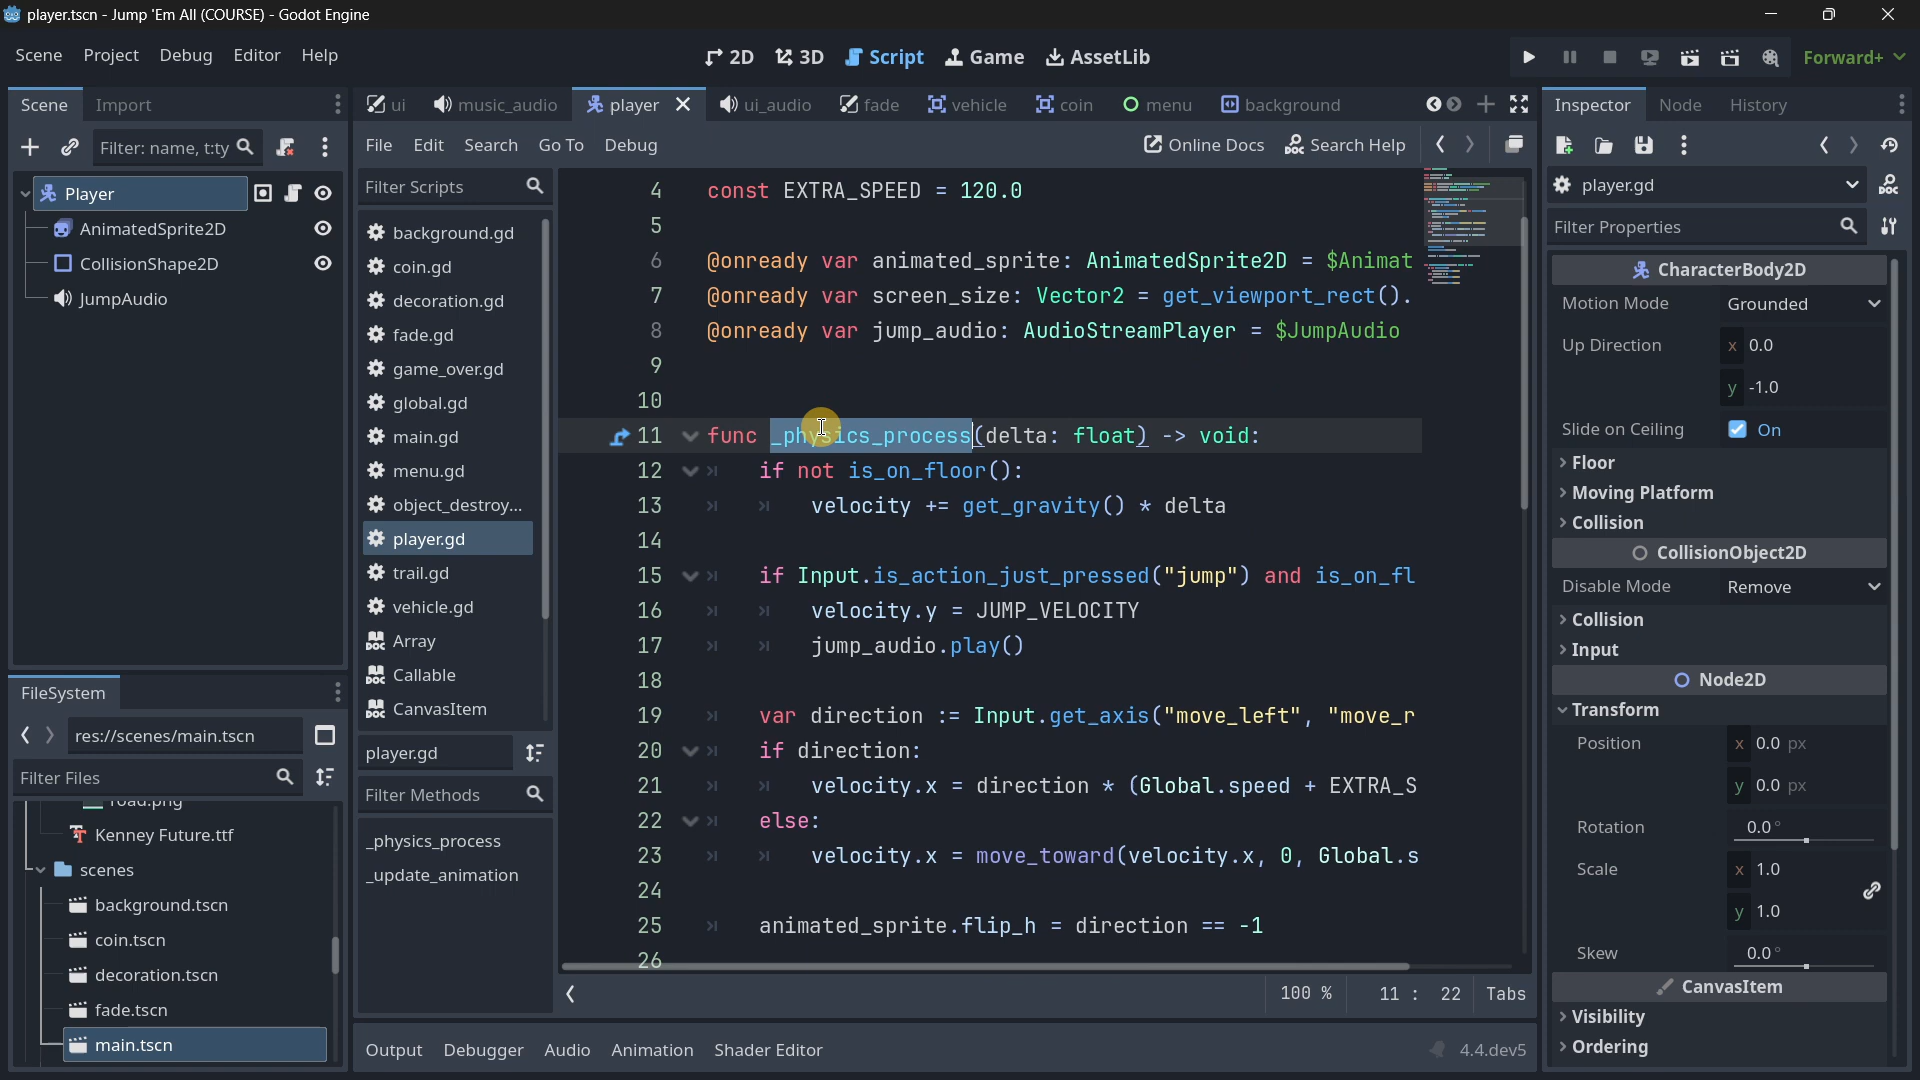 player.tscn - Jump 'Em All (COURSE) - Godot Engine
Scene Project Debug Editor Help
2D 3D Script Game AssetLib
Forward+
Scene Import
Filter: name, t:ty
Player
AnimatedSprite2D
CollisionShape2D
JumpAudio
FileSystem
res://scenes/main.tscn
Filter Files
road.png
Kenney Future.ttf
scenes
background.tscn
coin.tscn
decoration.tscn
fade.tscn
main.tscn
ui music_audio player ui_audio fade vehicle coin menu background
File Edit Search Go To Debug
Online Docs Search Help
Filter Scripts
background.gd
coin.gd
decoration.gd
fade.gd
game_over.gd
global.gd
main.gd
menu.gd
object_destroy...
player.gd
trail.gd
vehicle.gd
Array
Callable
CanvasItem
player.gd
Filter Methods
_physics_process
_update_animation
4 const EXTRA_SPEED = 120.0
5
6 @onready var animated_sprite: AnimatedSprite2D = $Animat
7 @onready var screen_size: Vector2 = get_viewport_rect().
8 @onready var jump_audio: AudioStreamPlayer = $JumpAudio
9
10
11 func _physics_process(delta: float) -> void:
12 if not is_on_floor():
13 velocity += get_gravity() * delta
14
15 if Input.is_action_just_pressed("jump") and is_on_fl
16 velocity.y = JUMP_VELOCITY
17 jump_audio.play()
18
19 var direction := Input.get_axis("move_left", "move_r
20 if direction:
21 velocity.x = direction * (Global.speed + EXTRA_S
22 else:
23 velocity.x = move_toward(velocity.x, 0, Global.s
24
25 animated_sprite.flip_h = direction == -1
26
100 % 11 : 22 Tabs
Output Debugger Audio Animation Shader Editor
4.4.dev5
Inspector Node History
player.gd
Filter Properties
CharacterBody2D
Motion Mode Grounded
Up Direction x 0.0
y -1.0
Slide on Ceiling On
Floor
Moving Platform
Collision
CollisionObject2D
Disable Mode Remove
Collision
Input
Node2D
Transform
Position x 0.0 px
y 0.0 px
Rotation 0.0 °
Scale x 1.0
y 1.0
Skew 0.0 °
CanvasItem
Visibility
Ordering